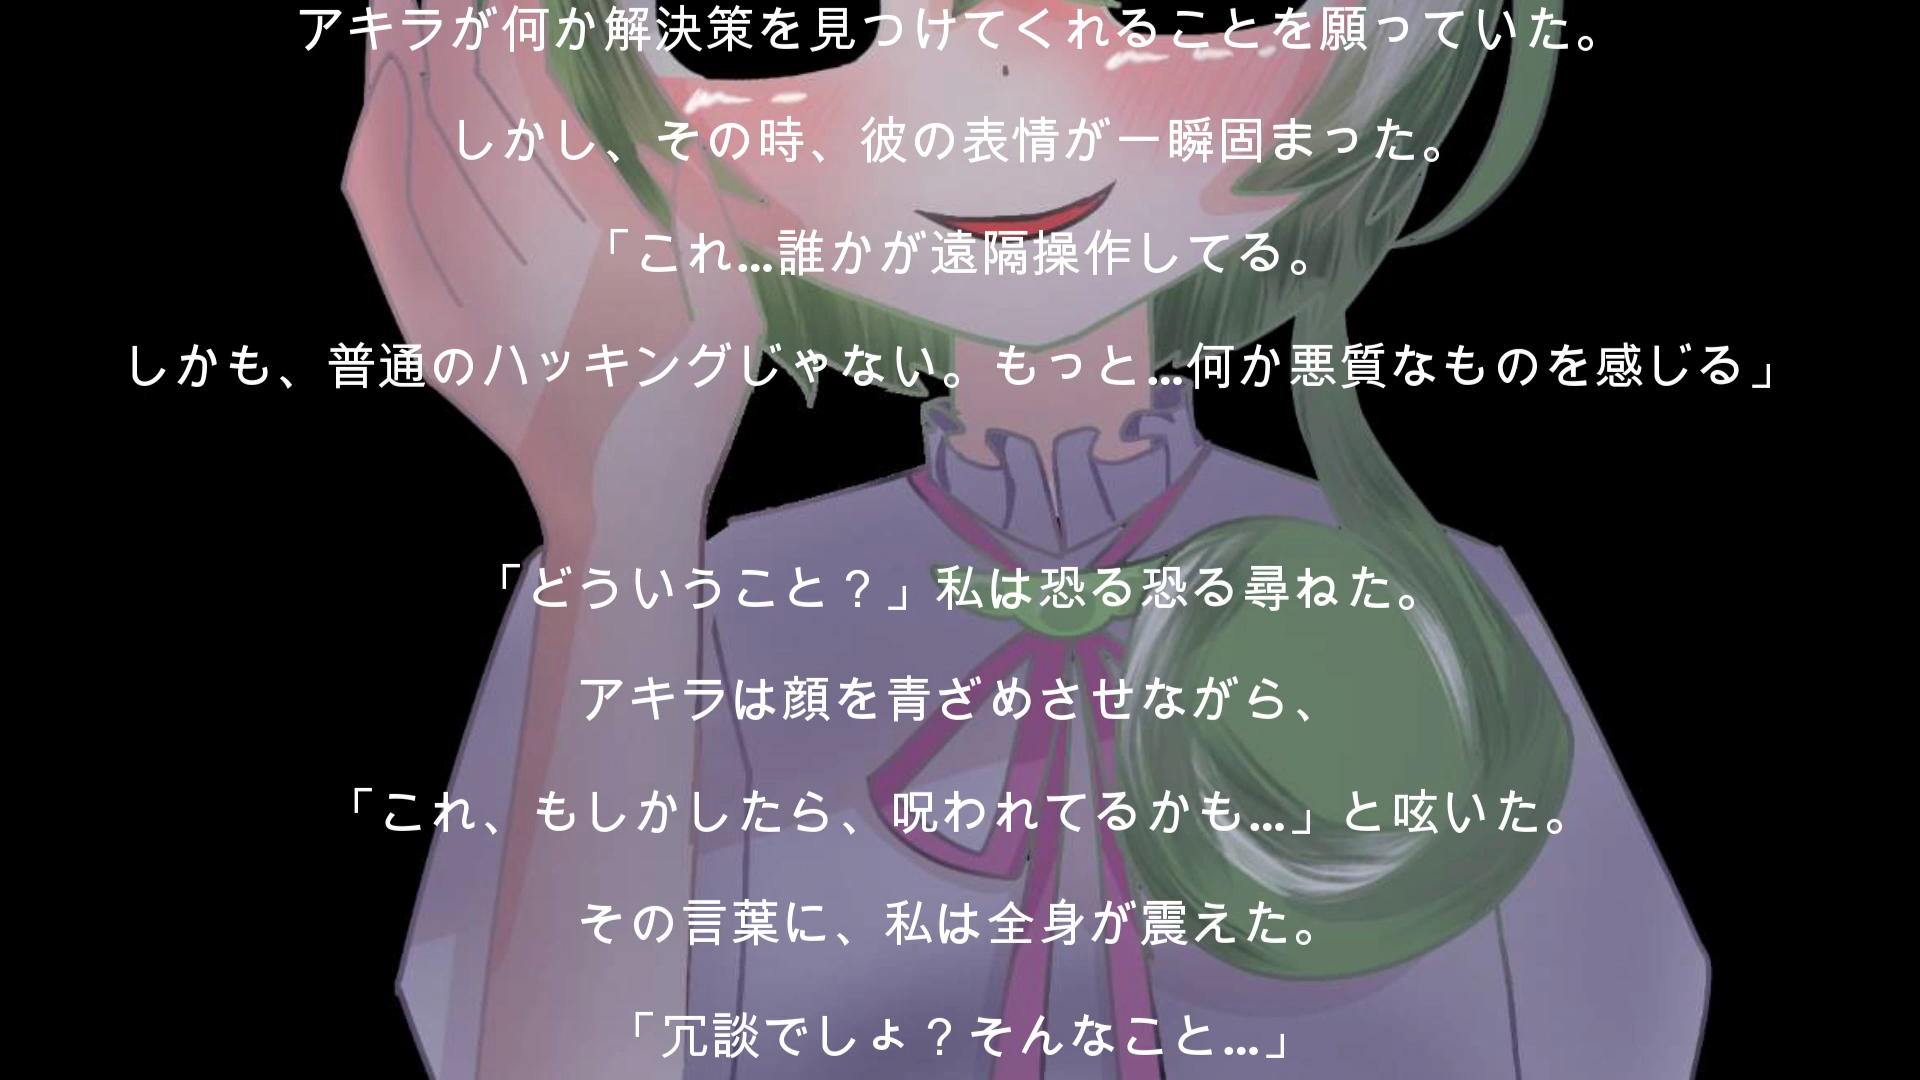 アキラが何か解決策を見つけてくれることを願っていた。
しかし、その時、彼の表情が一瞬固まった。
「これ...誰かが遠隔操作してる。
しかも、普通のハッキングじゃない。もっと...何か悪質なものを感じる」
「どういうこと？」私は恐る恐る尋ねた。
アキラは顔を青ざめさせながら、
「これ、もしかしたら、呪われてるかも...」と呟いた。
その言葉に、私は全身が震えた。
「冗談でしょ？そんなこと...」